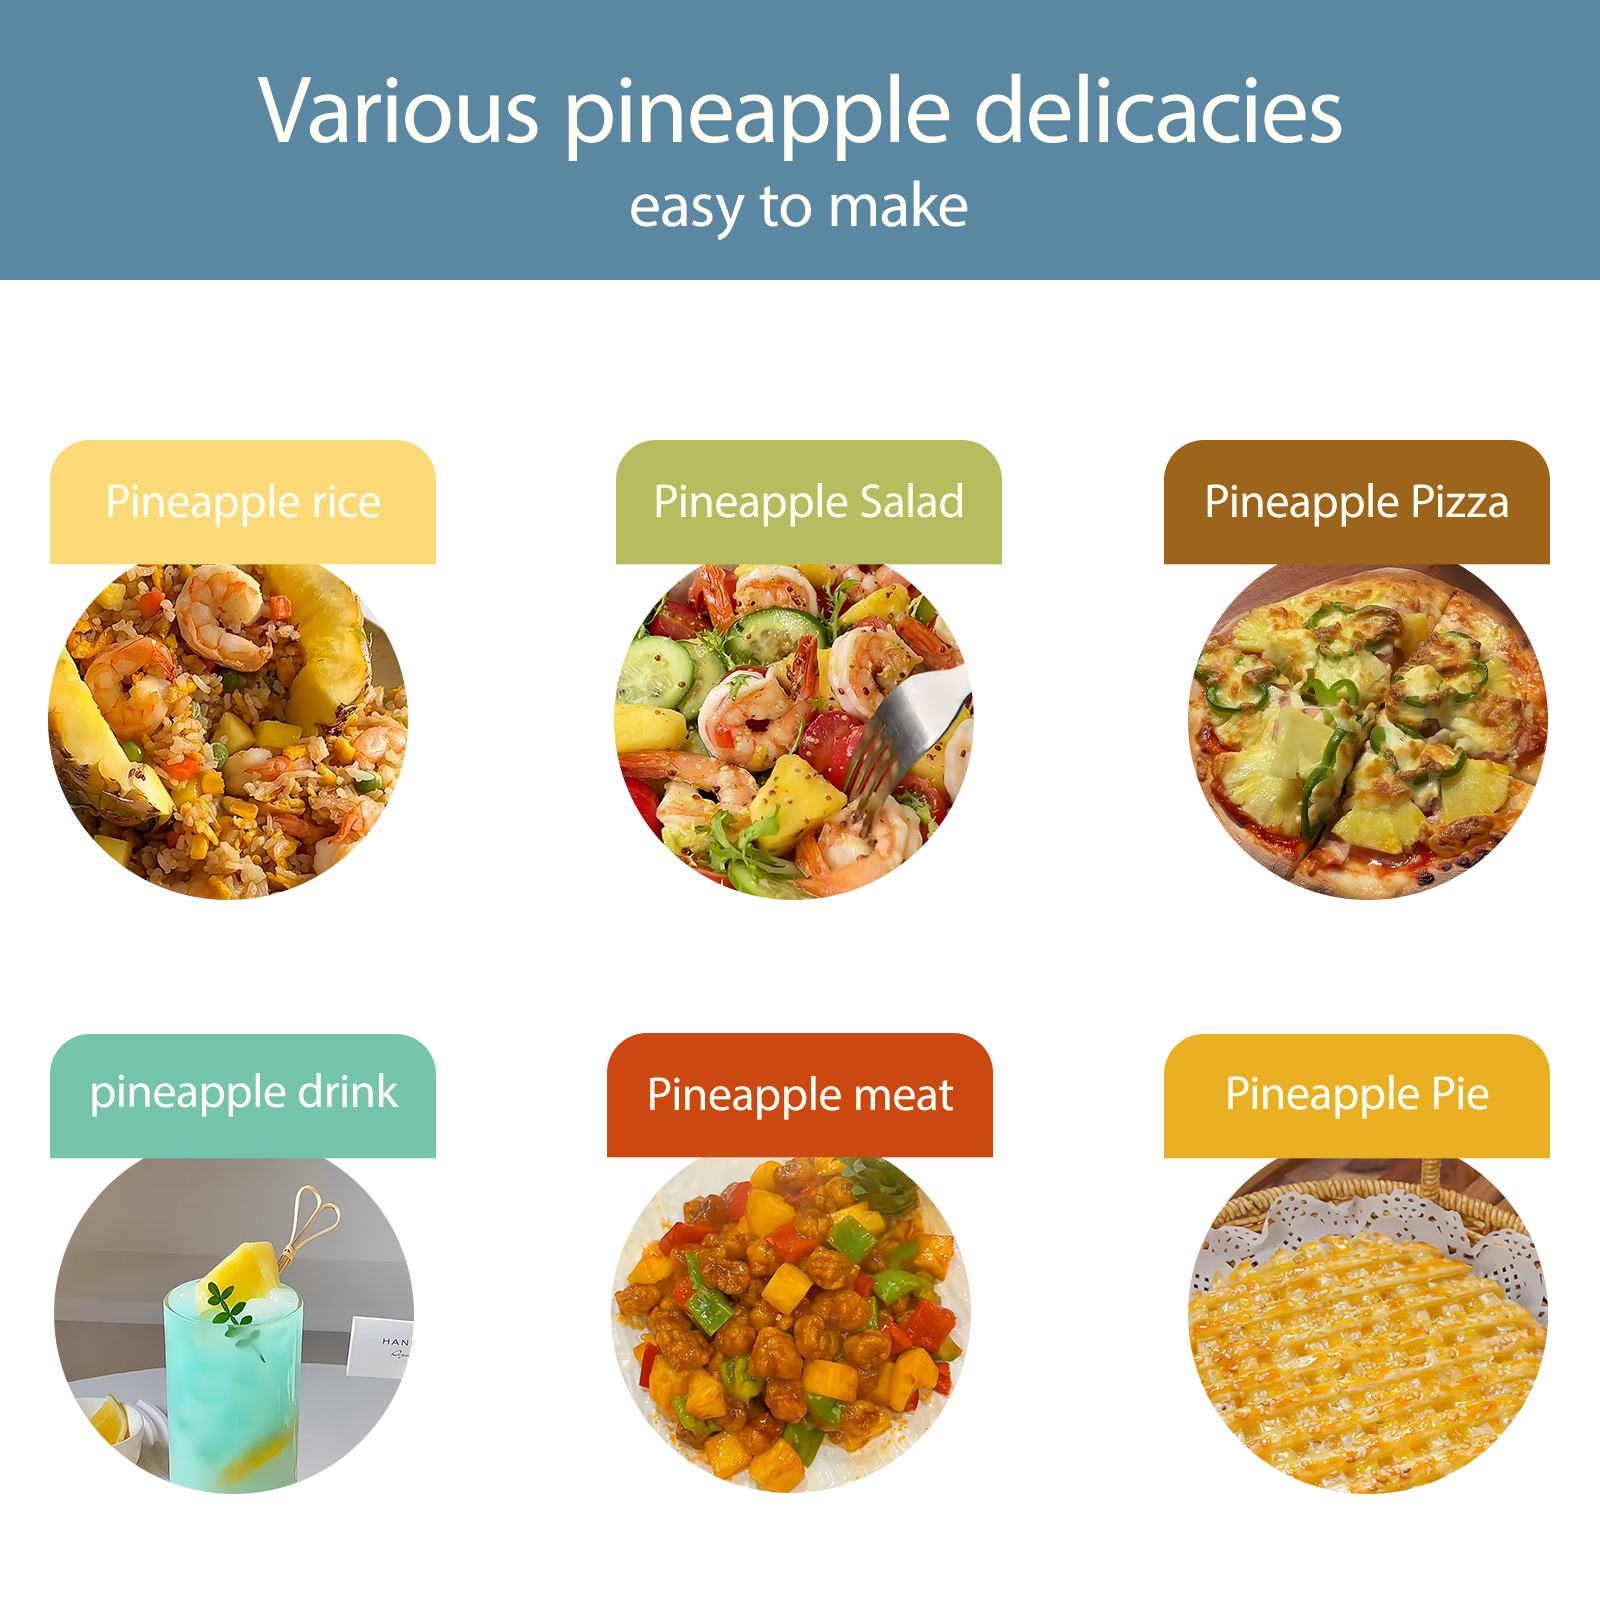 Various pineapple delicacies
easy to make
Pineapple rice
Pineapple Salad
Pineapple Pizza
pineapple drink
Pineapple meat
Pineapple Pie
HAN